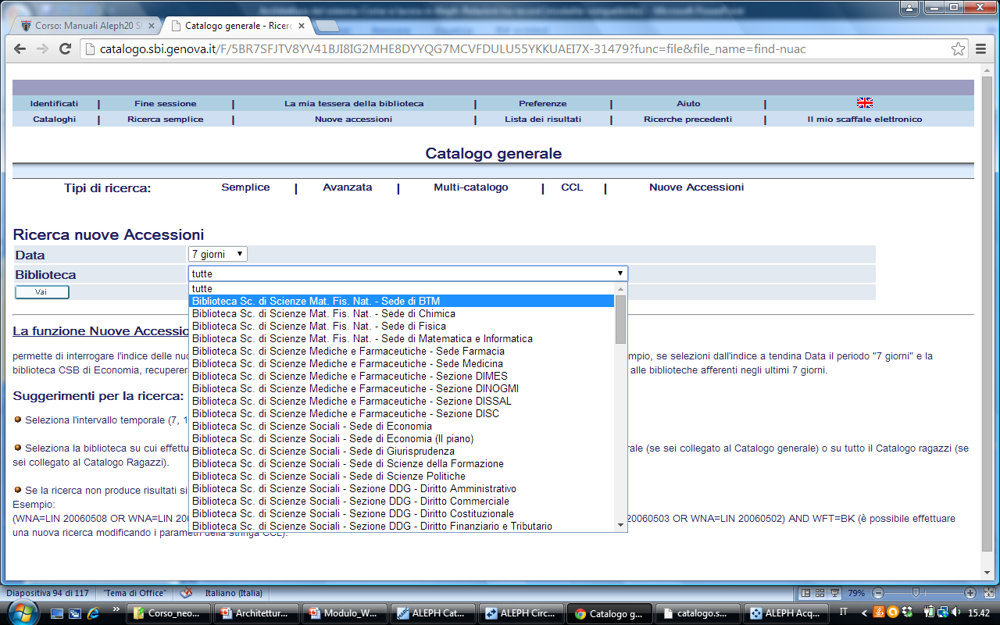 Corso: Manuali Aleph20 S
Catalogo generale - Ricerc
catalogo.sbi.genova.it/F/5BR7SFJTV8YV41BJI8IG2MHE8DYYQG7MCVFDULU55YKKUAEI7X-31479?func=file&file_name=find-nuac
Identificati | Fine sessione | La mia tessera della biblioteca | Preferenze | Aiuto |
Cataloghi | Ricerca semplice | Nuove accessioni | Lista dei risultati | Ricerche precedenti | Il mio scaffale elettronico
Catalogo generale
Tipi di ricerca: Semplice | Avanzata | Multi-catalogo | CCL | Nuove Accessioni
Ricerca nuove Accessioni
Data 7 giorni
Biblioteca tutte
Vai
tutte
Biblioteca Sc. di Scienze Mat. Fis. Nat. - Sede di BTM
Biblioteca Sc. di Scienze Mat. Fis. Nat. - Sede di Chimica
Biblioteca Sc. di Scienze Mat. Fis. Nat. - Sede di Fisica
Biblioteca Sc. di Scienze Mat. Fis. Nat. - Sede di Matematica e Informatica
Biblioteca Sc. di Scienze Mediche e Farmaceutiche - Sede Farmacia
Biblioteca Sc. di Scienze Mediche e Farmaceutiche - Sede Medicina
Biblioteca Sc. di Scienze Mediche e Farmaceutiche - Sezione DIMES
Biblioteca Sc. di Scienze Mediche e Farmaceutiche - Sezione DINOGMI
Biblioteca Sc. di Scienze Mediche e Farmaceutiche - Sezione DISSAL
Biblioteca Sc. di Scienze Mediche e Farmaceutiche - Sezione DISC
Biblioteca Sc. di Scienze Sociali - Sede di Economia
Biblioteca Sc. di Scienze Sociali - Sede di Economia (II piano)
Biblioteca Sc. di Scienze Sociali - Sede di Giurisprudenza
Biblioteca Sc. di Scienze Sociali - Sede di Scienze della Formazione
Biblioteca Sc. di Scienze Sociali - Sede di Scienze Politiche
Biblioteca Sc. di Scienze Sociali - Sezione DDG - Diritto Amministrativo
Biblioteca Sc. di Scienze Sociali - Sezione DDG - Diritto Commerciale
Biblioteca Sc. di Scienze Sociali - Sezione DDG - Diritto Costituzionale
Biblioteca Sc. di Scienze Sociali - Sezione DDG - Diritto Finanziario e Tributario
La funzione Nuove Accessio
permette di interrogare l'indice delle nuo mpio, se selezioni dall'indice a tendina Data il periodo "7 giorni" e la
biblioteca CSB di Economia, recuperer alle biblioteche afferenti negli ultimi 7 giorni.
Suggerimenti per la ricerca:
Seleziona l'intervallo temporale (7, 1
Seleziona la biblioteca su cui effettu rale (se sei collegato al Catalogo generale) o su tutto il Catalogo ragazzi (se
sei collegato al Catalogo Ragazzi).
Se la ricerca non produce risultati si
Esempio:
(WNA=LIN 20060508 OR WNA=LIN 200 20060503 OR WNA=LIN 20060502) AND WFT=BK (è possibile effettuare
una nuova ricerca modificando i parametri della stringa CCL).
Diapositiva 94 di 117 "Tema di Office" Italiano (Italia) 79%
Corso_neo... Architettur... Modulo_W... ALEPH Cat... ALEPH Circ... Catalogo g... catalogo.s... ALEPH Acq... IT 15.42